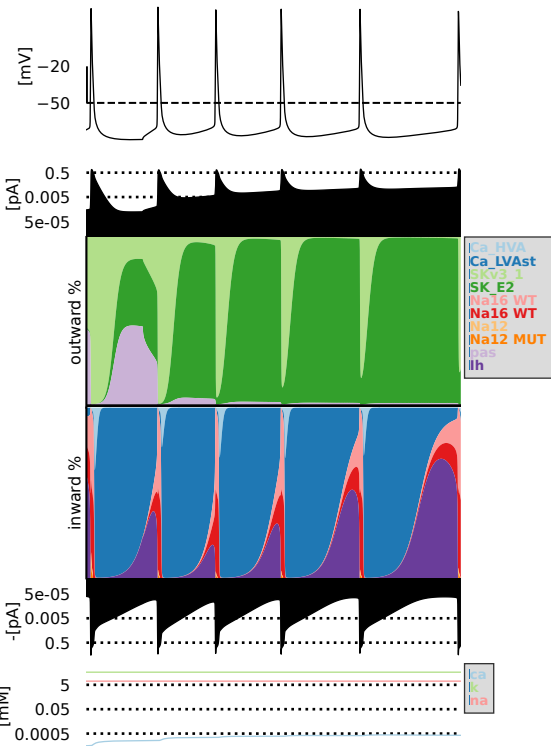 [mV]
−20
−50
[pA]
0.5
0.005
5e-05
outward %
Ca_HVA
Ca_LVAst
SKv3_1
SK_E2
Na16 WT
Na16 WT
Na12
Na12 MUT
pas
Ih
inward %
-[pA]
5e-05
0.005
0.5
[mM]
5
0.05
0.0005
ca
k
na